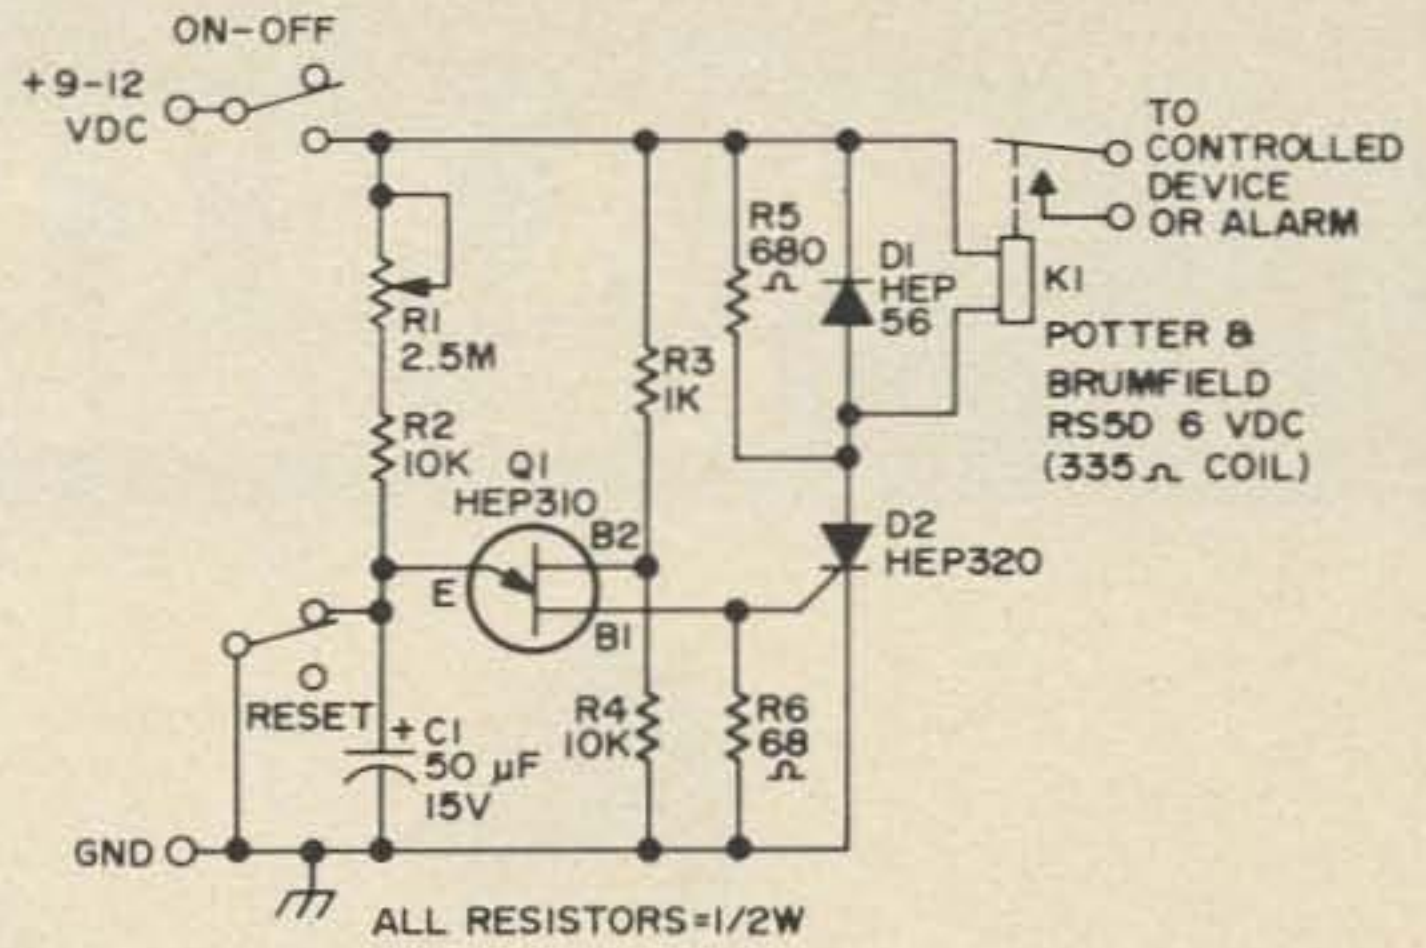 ON-OFF
+9-12
VDC
TO
CONTROLLED
DEVICE
OR ALARM
R5
680
Ω
D1
HEP
56
K1
R1
2.5M
R3
1K
POTTER &
BRUMFIELD
RS5D 6 VDC
(335Ω COIL)
R2
10K
Q1
HEP310
B2
E
B1
D2
HEP320
RESET
+
C1
50 µF
15V
R4
10K
R6
68
Ω
GND
ALL RESISTORS=1/2W